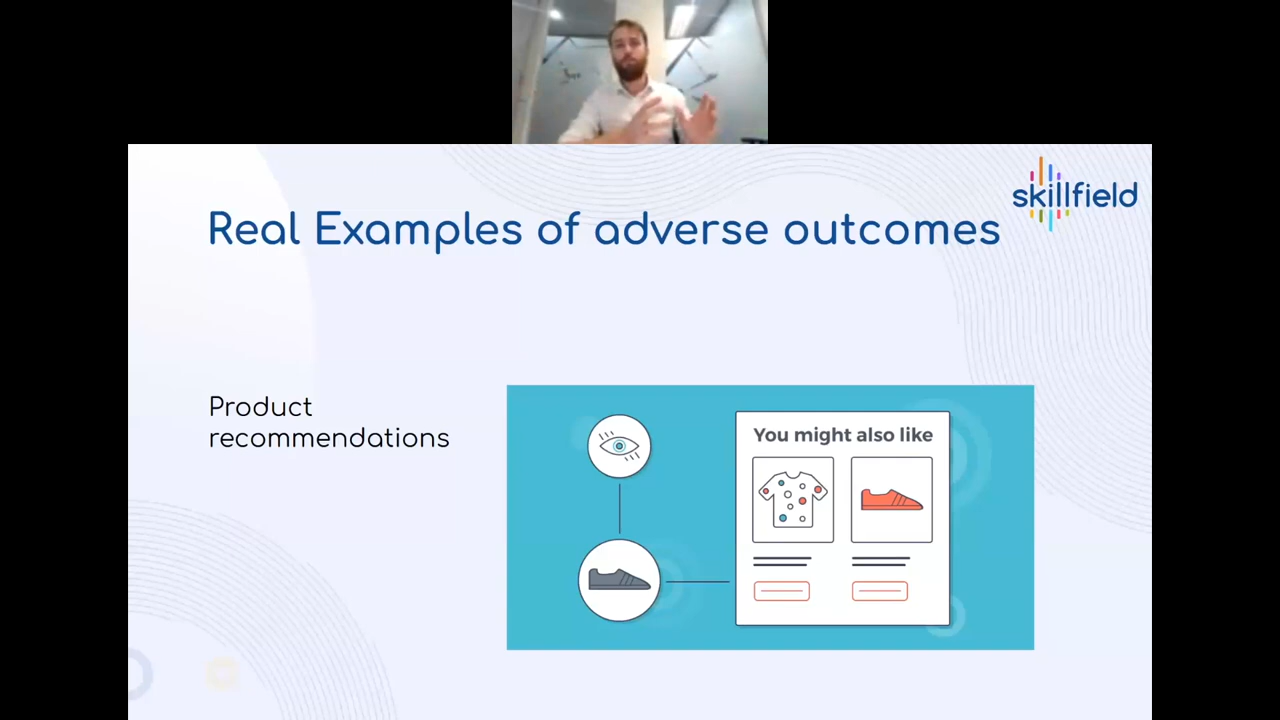 skillfield
Real Examples of adverse outcomes
Product
recommendations
You might also like